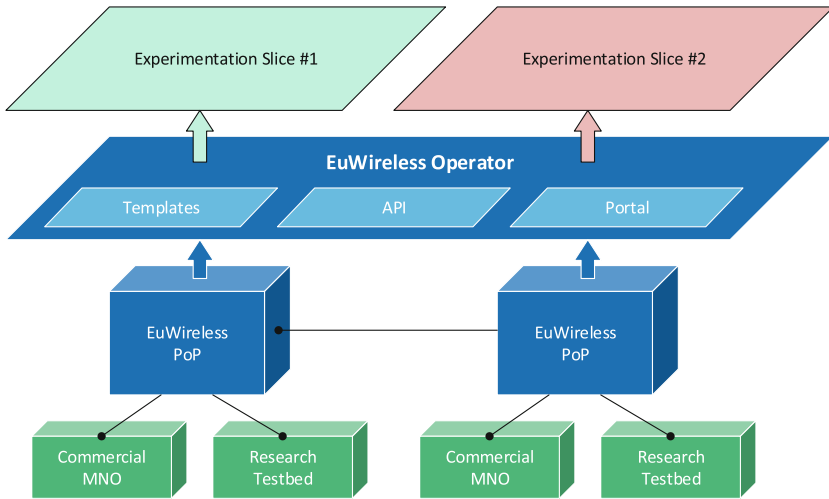 Experimentation Slice #1
Experimentation Slice #2
EuWireless Operator
Templates
API
Portal
EuWireless
PoP
EuWireless
PoP
Commercial
MNO
Research
Testbed
Commercial
MNO
Research
Testbed